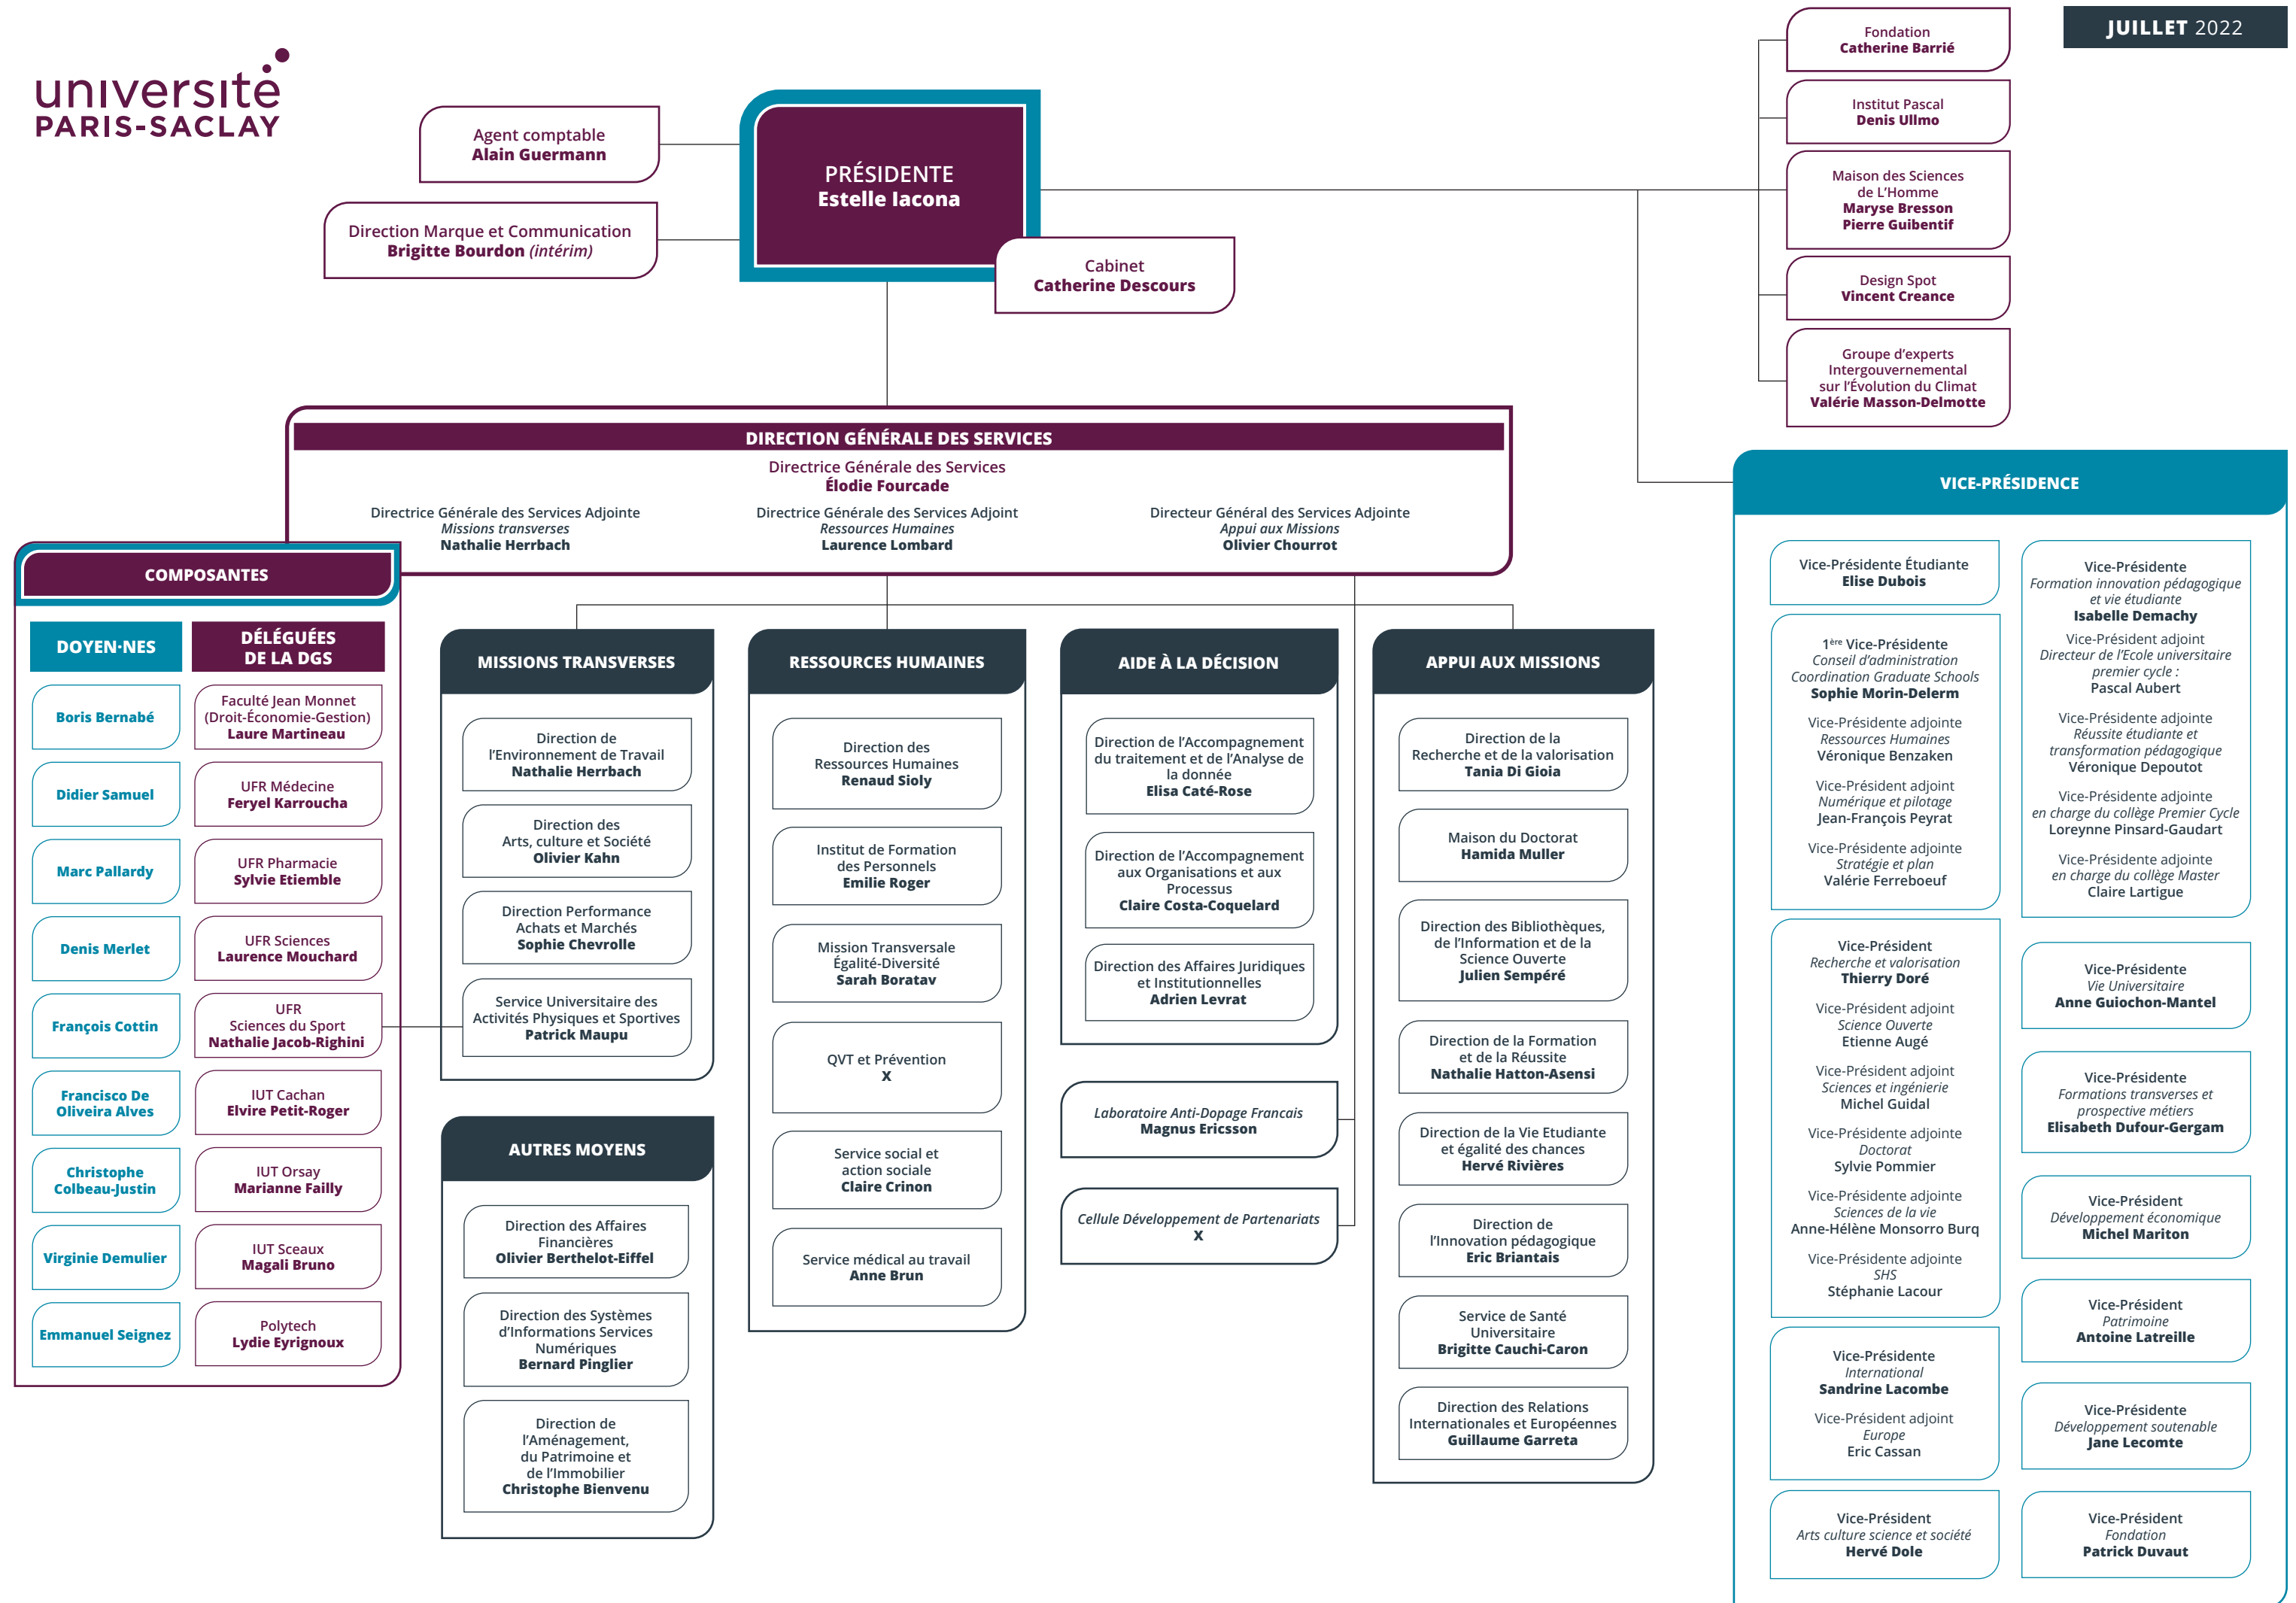 JUILLET 2022
université
PARIS-SACLAY
Agent comptable
Alain Guermann
Direction Marque et Communication
Brigitte Bourdon (intérim)
PRÉSIDENTE
Estelle Iacona
Cabinet
Catherine Descours
Fondation
Catherine Barrié
Institut Pascal
Denis Ullmo
Maison des Sciences
de L'Homme
Maryse Bresson
Pierre Guibentif
Design Spot
Vincent Creance
Groupe d'experts
Intergouvernemental
sur l'Évolution du Climat
Valérie Masson-Delmotte
DIRECTION GÉNÉRALE DES SERVICES
Directrice Générale des Services
Élodie Fourcade
Directrice Générale des Services Adjointe
Missions transverses
Nathalie Herrbach
Directrice Générale des Services Adjoint
Ressources Humaines
Laurence Lombard
Directeur Général des Services Adjointe
Appui aux Missions
Olivier Chourrot
COMPOSANTES
DOYEN·NES
DÉLÉGUÉES
DE LA DGS
Boris Bernabé
Faculté Jean Monnet
(Droit-Économie-Gestion)
Laure Martineau
Didier Samuel
UFR Médecine
Feryel Karroucha
Marc Pallardy
UFR Pharmacie
Sylvie Etiemble
Denis Merlet
UFR Sciences
Laurence Mouchard
François Cottin
UFR
Sciences du Sport
Nathalie Jacob-Righini
Francisco De
Oliveira Alves
IUT Cachan
Elvire Petit-Roger
Christophe
Colbeau-Justin
IUT Orsay
Marianne Failly
Virginie Demulier
IUT Sceaux
Magali Bruno
Emmanuel Seignez
Polytech
Lydie Eyrignoux
MISSIONS TRANSVERSES
Direction de
l'Environnement de Travail
Nathalie Herrbach
Direction des
Arts, culture et Société
Olivier Kahn
Direction Performance
Achats et Marchés
Sophie Chevrolle
Service Universitaire des
Activités Physiques et Sportives
Patrick Maupu
AUTRES MOYENS
Direction des Affaires
Financières
Olivier Berthelot-Eiffel
Direction des Systèmes
d'Informations Services
Numériques
Bernard Pinglier
Direction de
l'Aménagement,
du Patrimoine et
de l'Immobilier
Christophe Bienvenu
RESSOURCES HUMAINES
Direction des
Ressources Humaines
Renaud Sioly
Institut de Formation
des Personnels
Emilie Roger
Mission Transversale
Égalité-Diversité
Sarah Boratav
QVT et Prévention
X
Service social et
action sociale
Claire Crinon
Service médical au travail
Anne Brun
AIDE À LA DÉCISION
Direction de l'Accompagnement
du traitement et de l'Analyse de
la donnée
Elisa Caté-Rose
Direction de l'Accompagnement
aux Organisations et aux
Processus
Claire Costa-Coquelard
Direction des Affaires Juridiques
et Institutionnelles
Adrien Levrat
Laboratoire Anti-Dopage Francais
Magnus Ericsson
Cellule Développement de Partenariats
X
APPUI AUX MISSIONS
Direction de la
Recherche et de la valorisation
Tania Di Gioia
Maison du Doctorat
Hamida Muller
Direction des Bibliothèques,
de l'Information et de la
Science Ouverte
Julien Sempéré
Direction de la Formation
et de la Réussite
Nathalie Hatton-Asensi
Direction de la Vie Etudiante
et égalité des chances
Hervé Rivières
Direction de
l'Innovation pédagogique
Eric Briantais
Service de Santé
Universitaire
Brigitte Cauchi-Caron
Direction des Relations
Internationales et Européennes
Guillaume Garreta
VICE-PRÉSIDENCE
Vice-Présidente Étudiante
Elise Dubois
1ère Vice-Présidente
Conseil d'administration
Coordination Graduate Schools
Sophie Morin-Delerm
Vice-Présidente adjointe
Ressources Humaines
Véronique Benzaken
Vice-Président adjoint
Numérique et pilotage
Jean-François Peyrat
Vice-Présidente adjointe
Stratégie et plan
Valérie Ferreboeuf
Vice-Président
Recherche et valorisation
Thierry Doré
Vice-Président adjoint
Science Ouverte
Etienne Augé
Vice-Président adjoint
Sciences et ingénierie
Michel Guidal
Vice-Président adjointe
Doctorat
Sylvie Pommier
Vice-Présidente adjointe
Sciences de la vie
Anne-Hélène Monsorro Burq
Vice-Présidente adjointe
SHS
Stéphanie Lacour
Vice-Présidente
International
Sandrine Lacombe
Vice-Président adjoint
Europe
Eric Cassan
Vice-Président
Arts culture science et société
Hervé Dole
Vice-Présidente
Formation innovation pédagogique
et vie étudiante
Isabelle Demachy
Vice-Président adjoint
Directeur de l'Ecole universitaire
premier cycle :
Pascal Aubert
Vice-Présidente adjointe
Réussite étudiante et
transformation pédagogique
Véronique Depoutot
Vice-Présidente adjointe
en charge du collège Premier Cycle
Loreynne Pinsard-Gaudart
Vice-Présidente adjointe
en charge du collège Master
Claire Lartigue
Vice-Présidente
Vie Universitaire
Anne Guiochon-Mantel
Vice-Présidente
Formations transverses et
prospective métiers
Elisabeth Dufour-Gergam
Vice-Président
Développement économique
Michel Mariton
Vice-Président
Patrimoine
Antoine Latreille
Vice-Présidente
Développement soutenable
Jane Lecomte
Vice-Président
Fondation
Patrick Duvaut